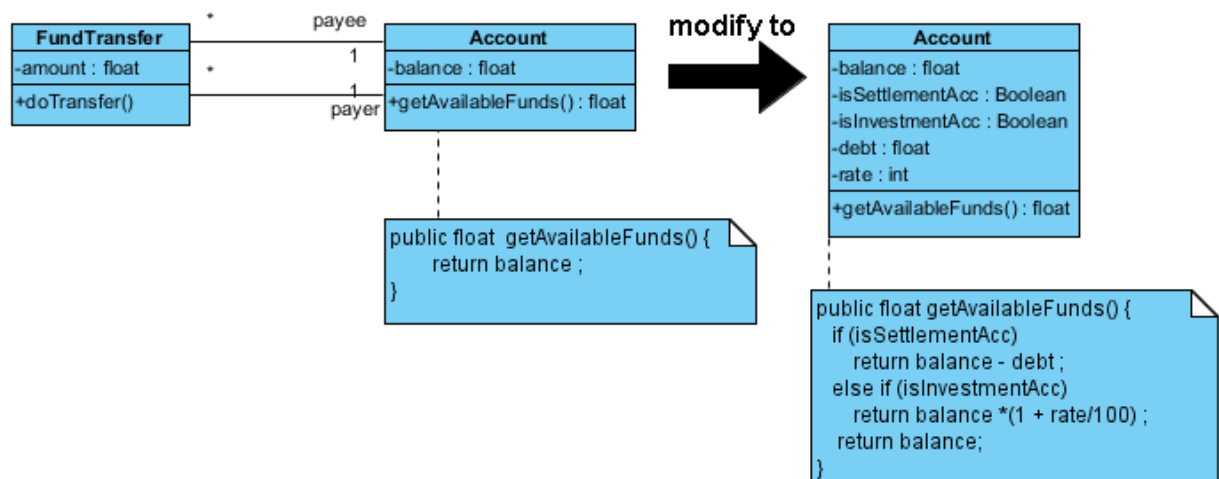 *
payee
FundTransfer
-amount : float
+doTransfer()
1
*
1
payer
Account
-balance : float
+getAvailableFunds() : float
public float getAvailableFunds() {
return balance ;
}
modify to
Account
-balance : float
-isSettlementAcc : Boolean
-isInvestmentAcc : Boolean
-debt : float
-rate : int
+getAvailableFunds() : float
public float getAvailableFunds() {
if (isSettlementAcc)
return balance - debt ;
else if (isInvestmentAcc)
return balance *(1 + rate/100) ;
return balance;
}